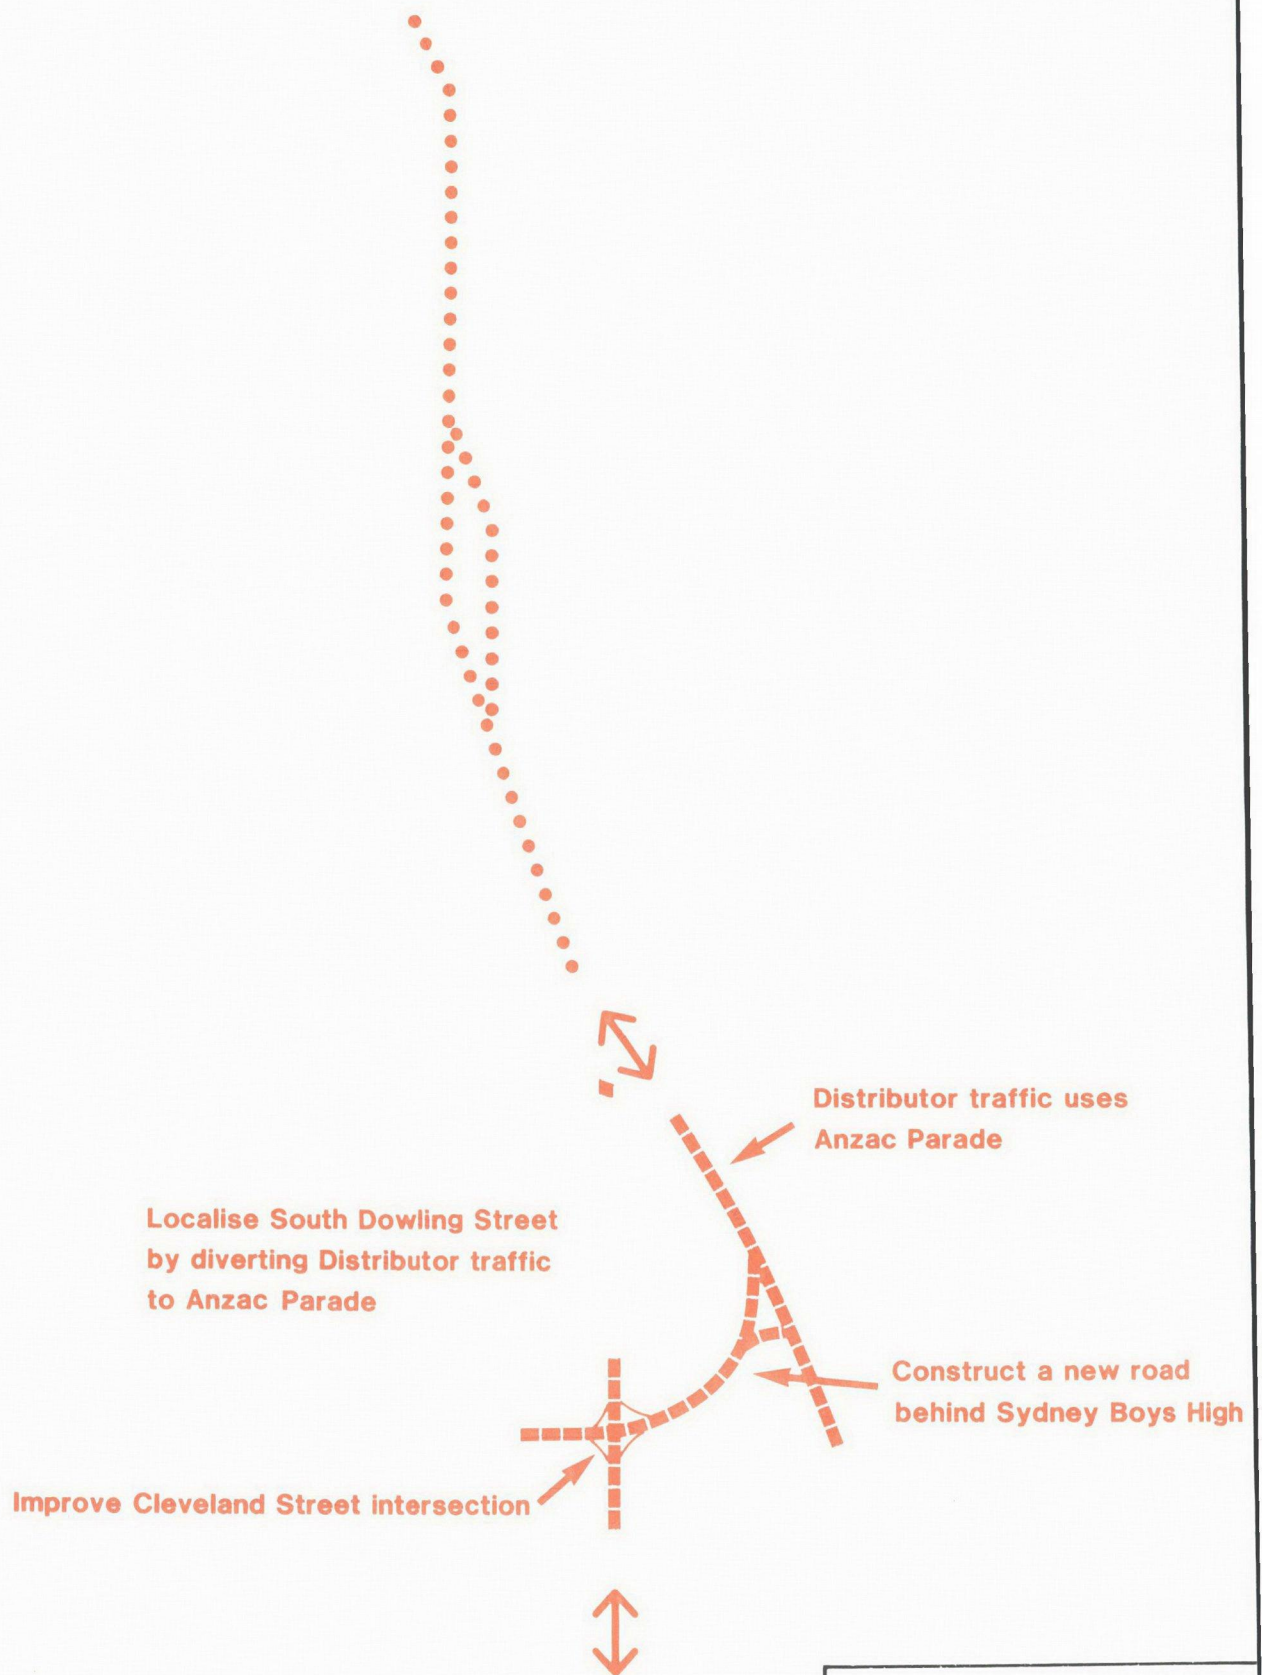 Distributor traffic uses
Anzac Parade
Localise South Dowling Street
by diverting Distributor traffic
to Anzac Parade
Construct a new road
behind Sydney Boys High
Improve Cleveland Street intersection